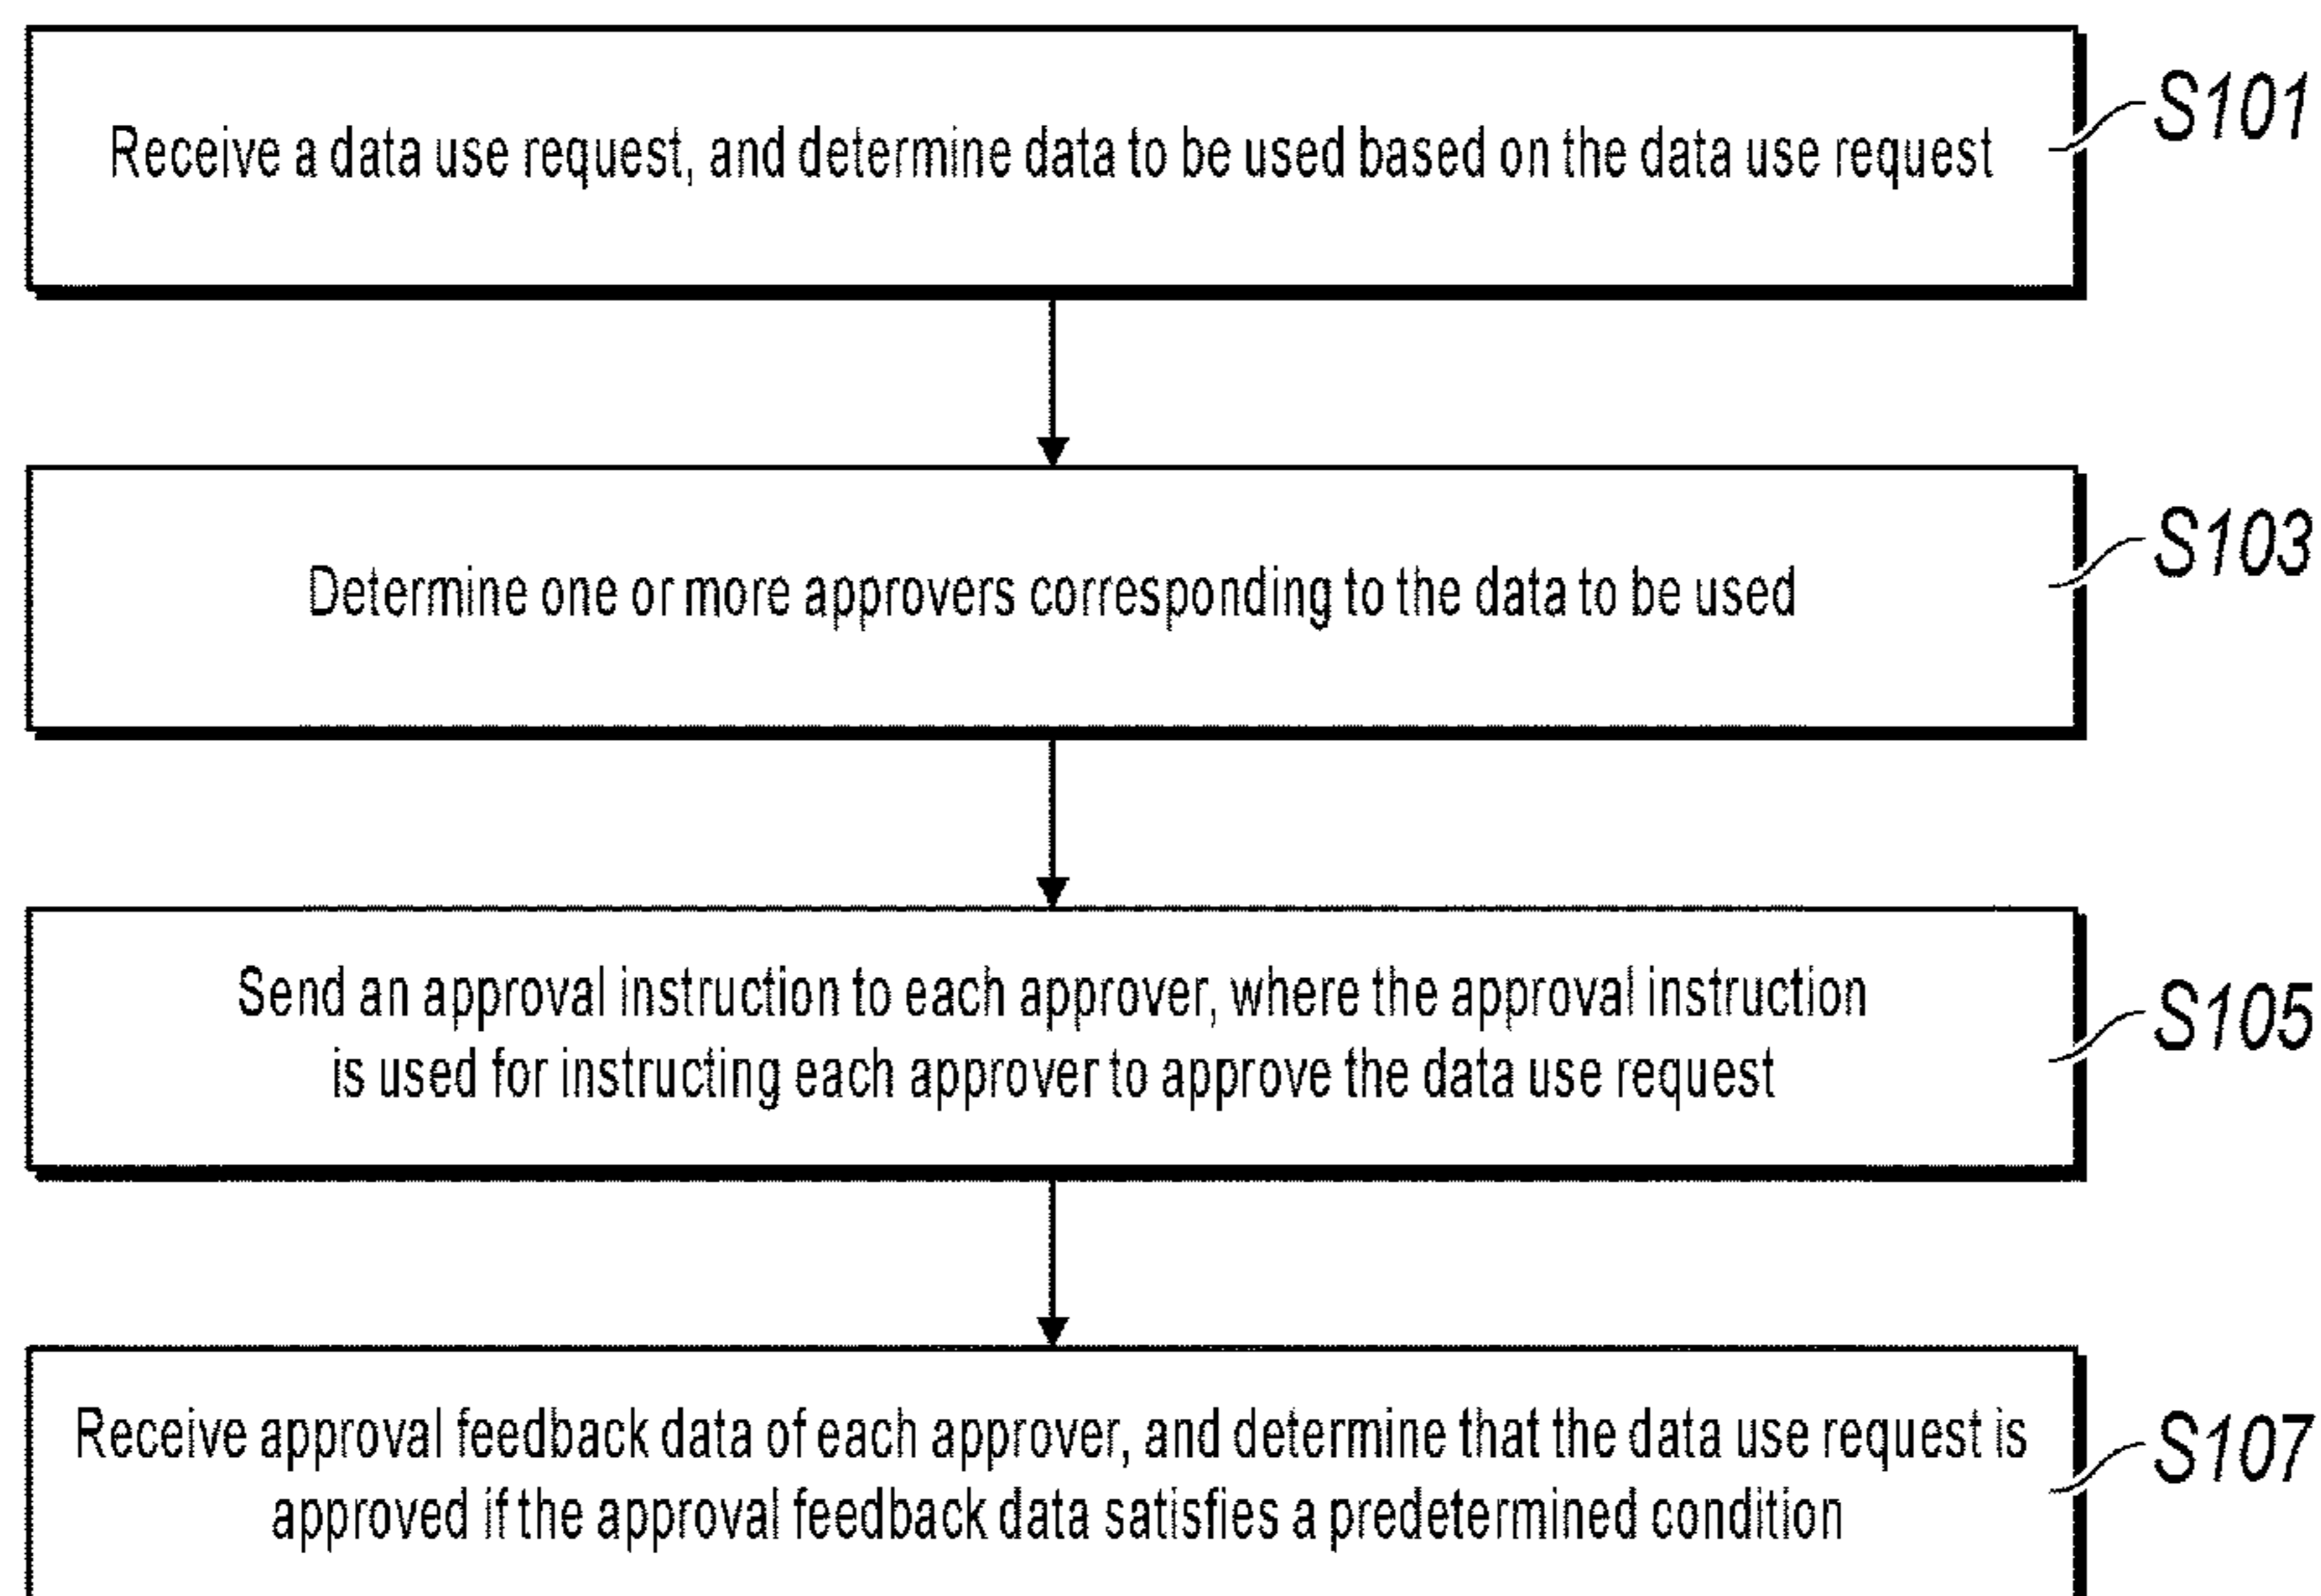 Receive a data use request, and determine data to be used based on the data use request
S101
Determine one or more approvers corresponding to the data to be used
S103
Send an approval instruction to each approver, where the approval instruction
is used for instructing each approver to approve the data use request
S105
Receive approval feedback data of each approver, and determine that the data use request is
approved if the approval feedback data satisfies a predetermined condition
S107